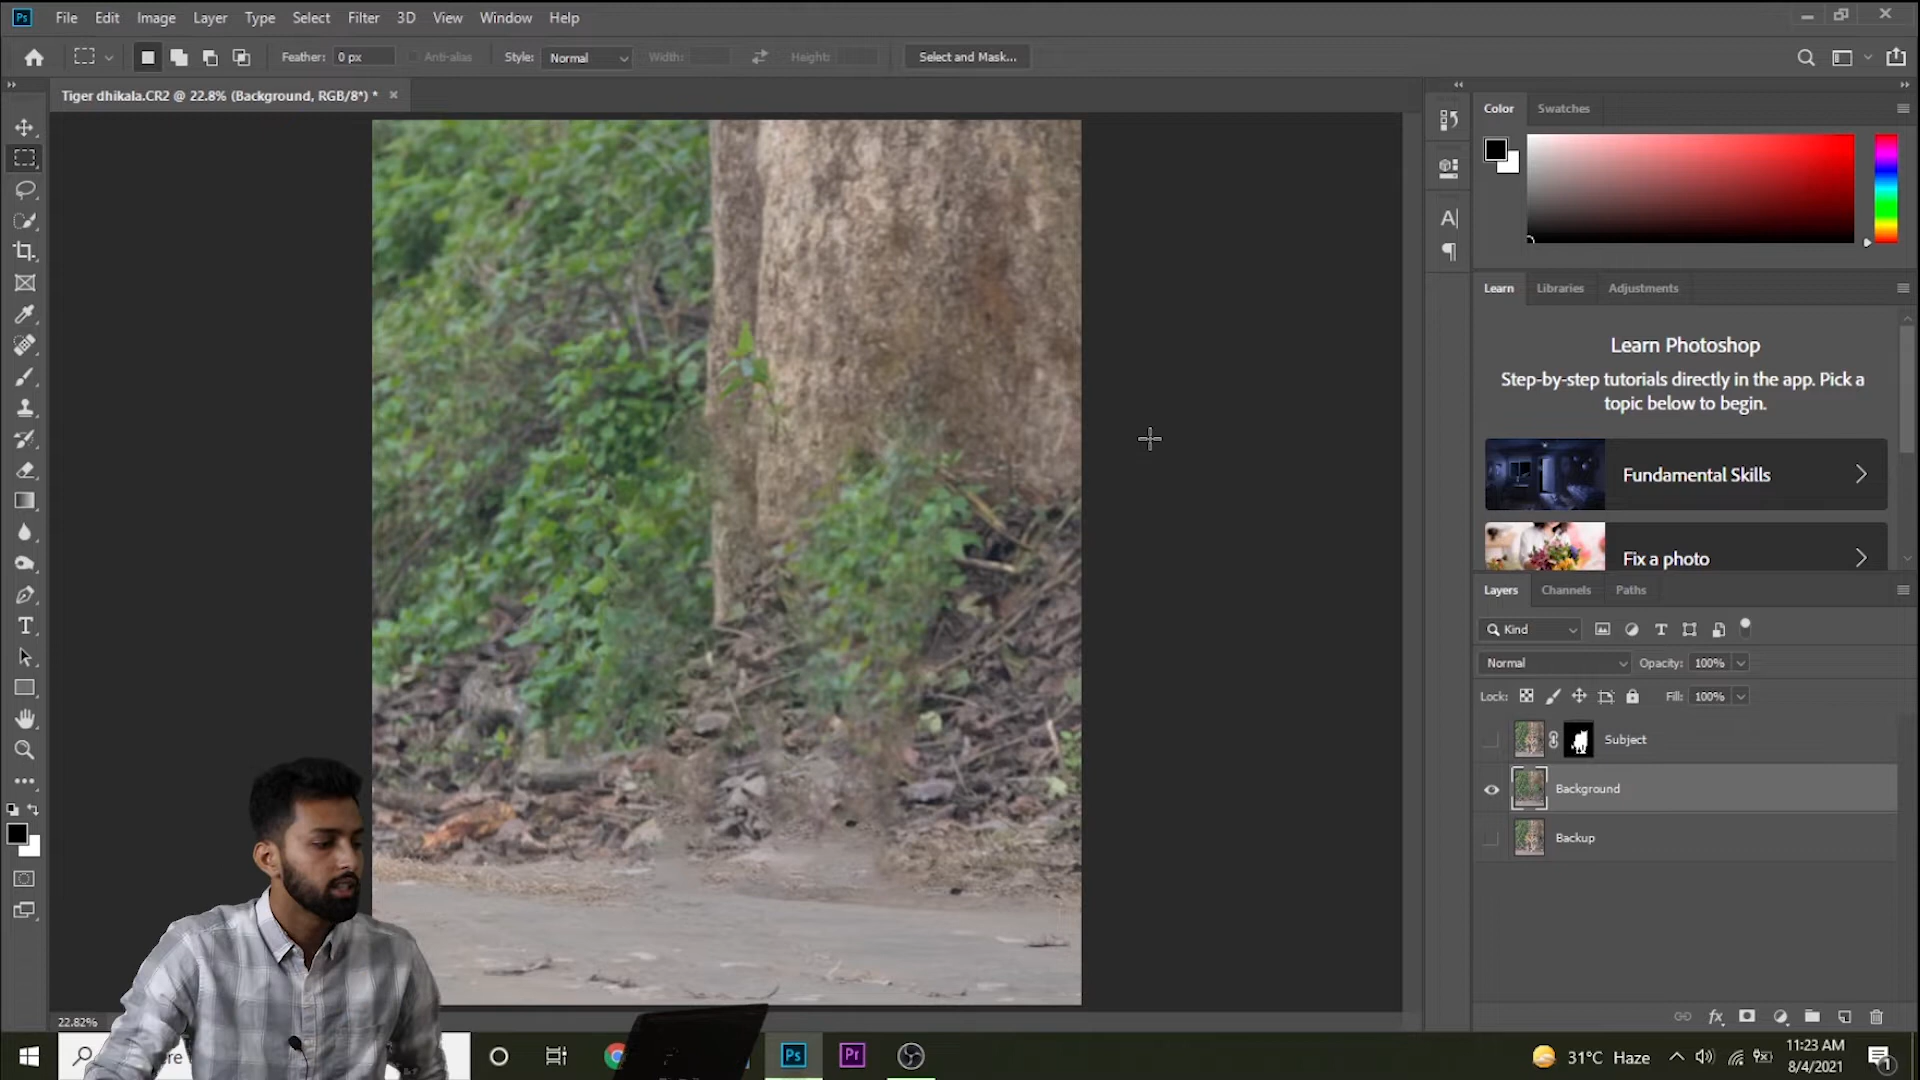 Ps File Edit Image Layer Type Select Filter 3D View Window Help
Feather: 0 px Anti-alias Style: Normal Width: Height: Select and Mask...
Tiger dhikala.CR2 @ 22.8% (Background, RGB/8*) *
Color Swatches
Learn Libraries Adjustments
Learn Photoshop
Step-by-step tutorials directly in the app. Pick a
topic below to begin.
Fundamental Skills
Fix a photo
Layers Channels Paths
Kind
Normal Opacity: 100%
Lock: Fill: 100%
Subject
Background
Backup
22.82%
Ps Pr 31°C Haze
11:23 AM
8/4/2021
1